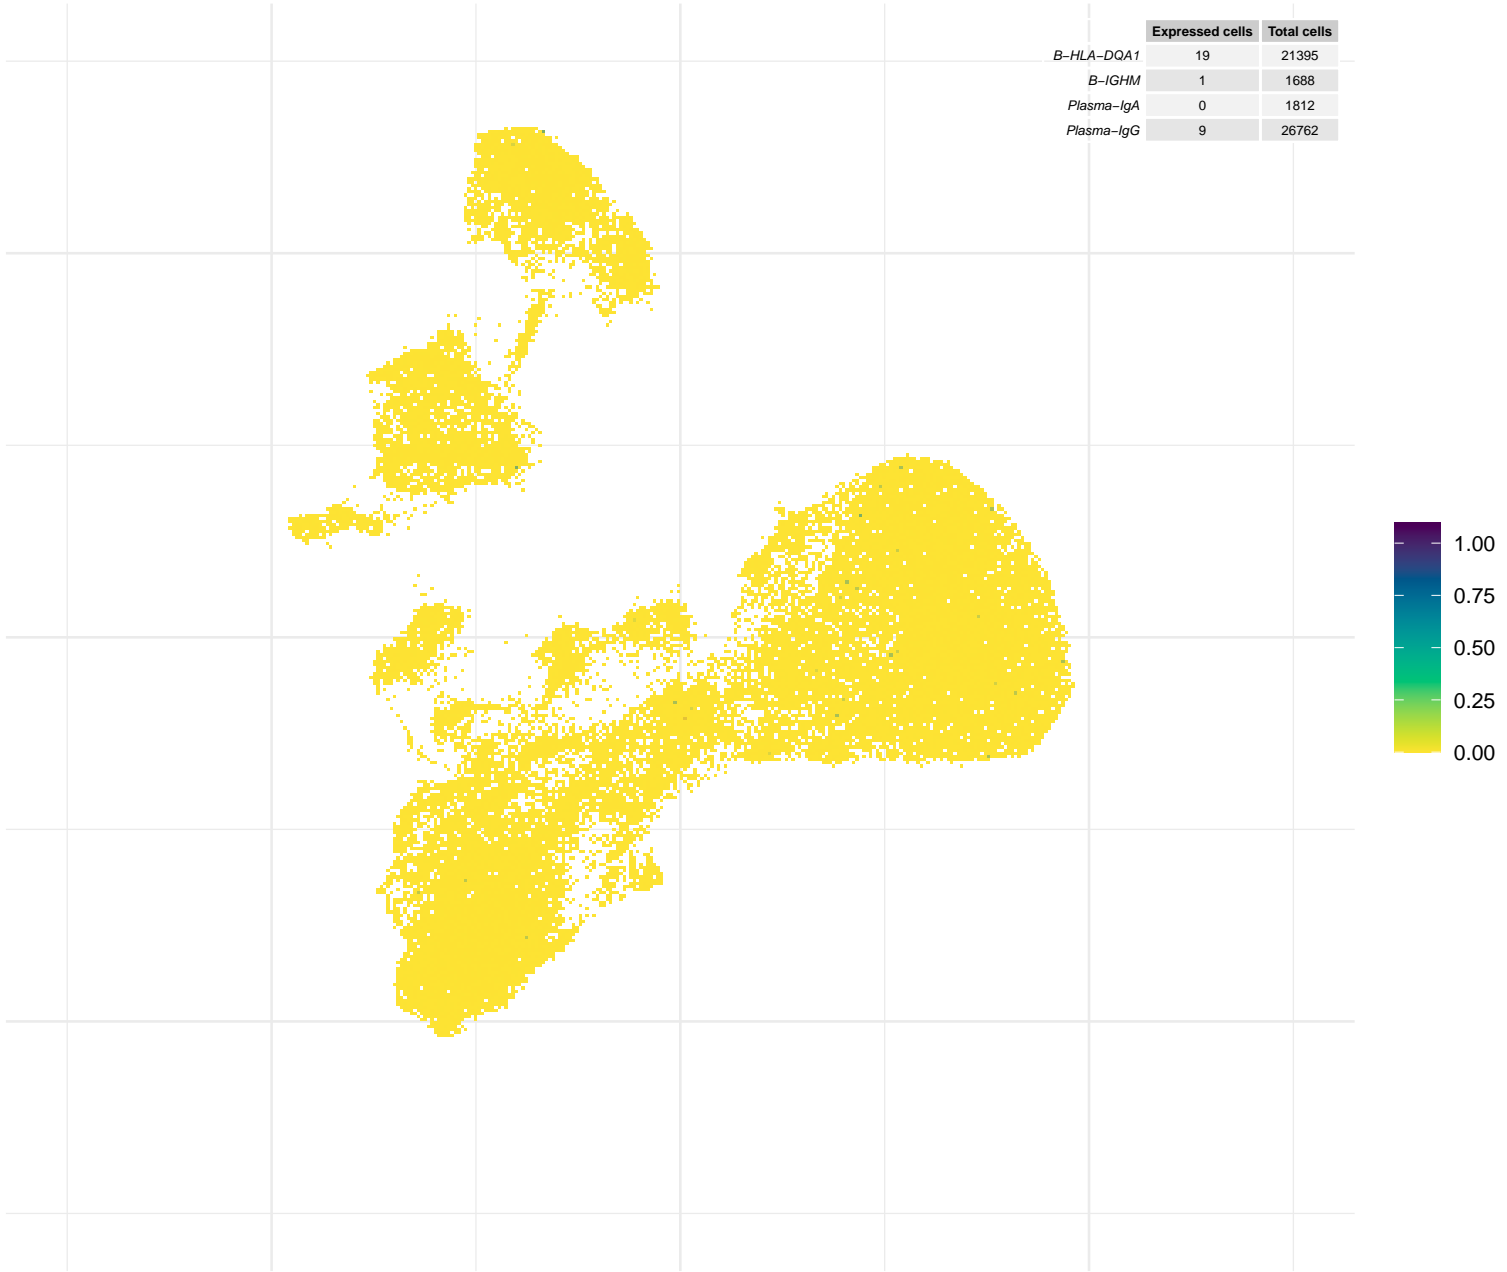 Expressed cells Total cells
B−HLA−DQA1 19 21395
B−IGHM 1 1688
Plasma−IgA 0 1812
Plasma−IgG 9 26762
1.00
0.75
0.50
0.25
0.00